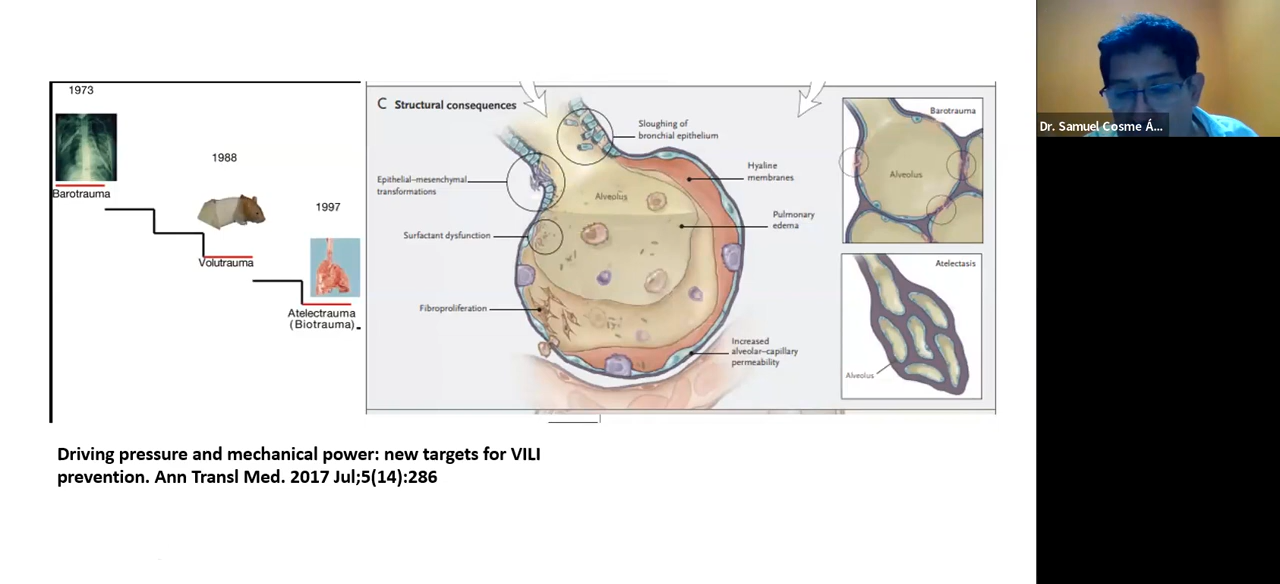 1973
Barotrauma
1988
Volutrauma
1997
Atelectrauma
(Biotrauma)
C Structural consequences
Sloughing of
bronchial epithelium
Epithelial–mesenchymal
transformations
Hyaline
membranes
Alveolus
Pulmonary
edema
Surfactant dysfunction
Fibroproliferation
Increased
alveolar–capillary
permeability
Barotrauma
Alveolus
Atelectasis
Alveolus
Driving pressure and mechanical power: new targets for VILI
prevention. Ann Transl Med. 2017 Jul;5(14):286
Dr. Samuel Cosme Á...